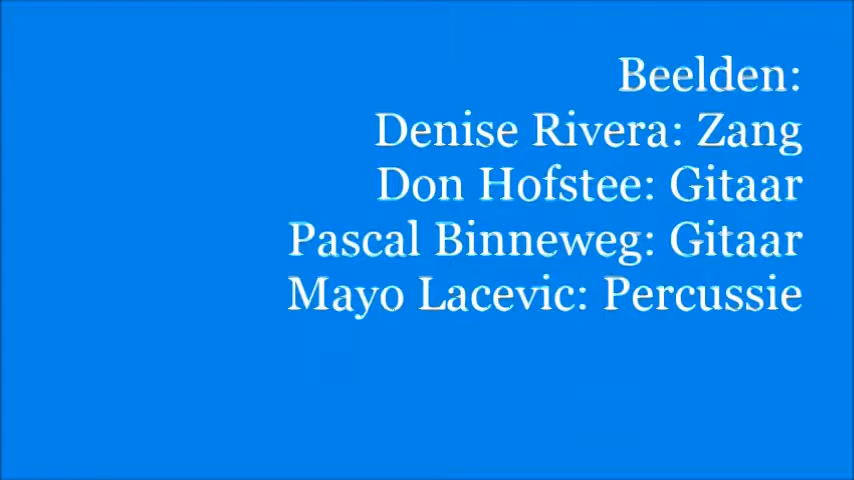 Beelden:
Denise Rivera: Zang
Don Hofstee: Gitaar
Pascal Binneweg: Gitaar
Mayo Lacevic: Percussie